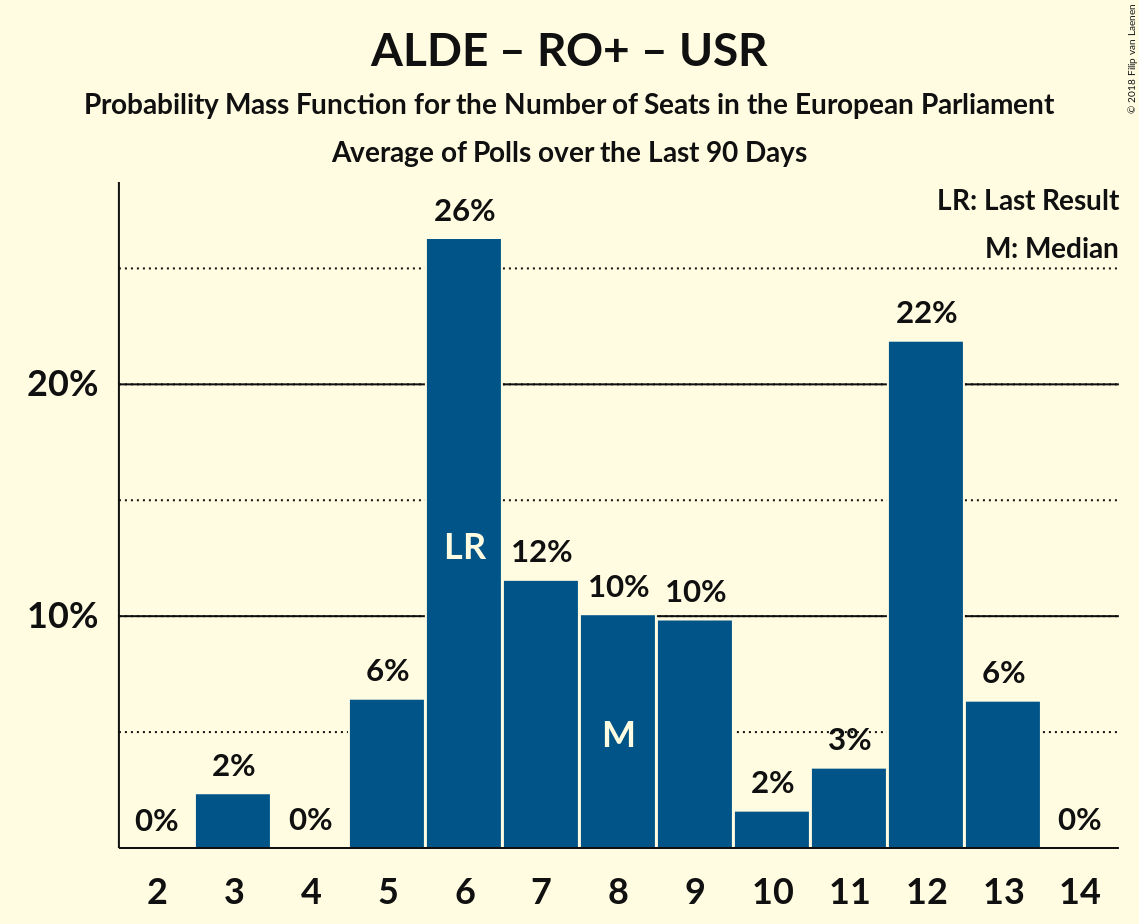 ALDE – RO+ – USR
Probability Mass Function for the Number of Seats in the European Parliament
Average of Polls over the Last 90 Days
© 2018 Filip van Laenen
LR: Last Result
M: Median
26%
22%
20%
LR
12%
10%
10%
10%
6%
6%
M
3%
2%
2%
0%
0%
0%
2 3 4 5 6 7 8 9 10 11 12 13 14